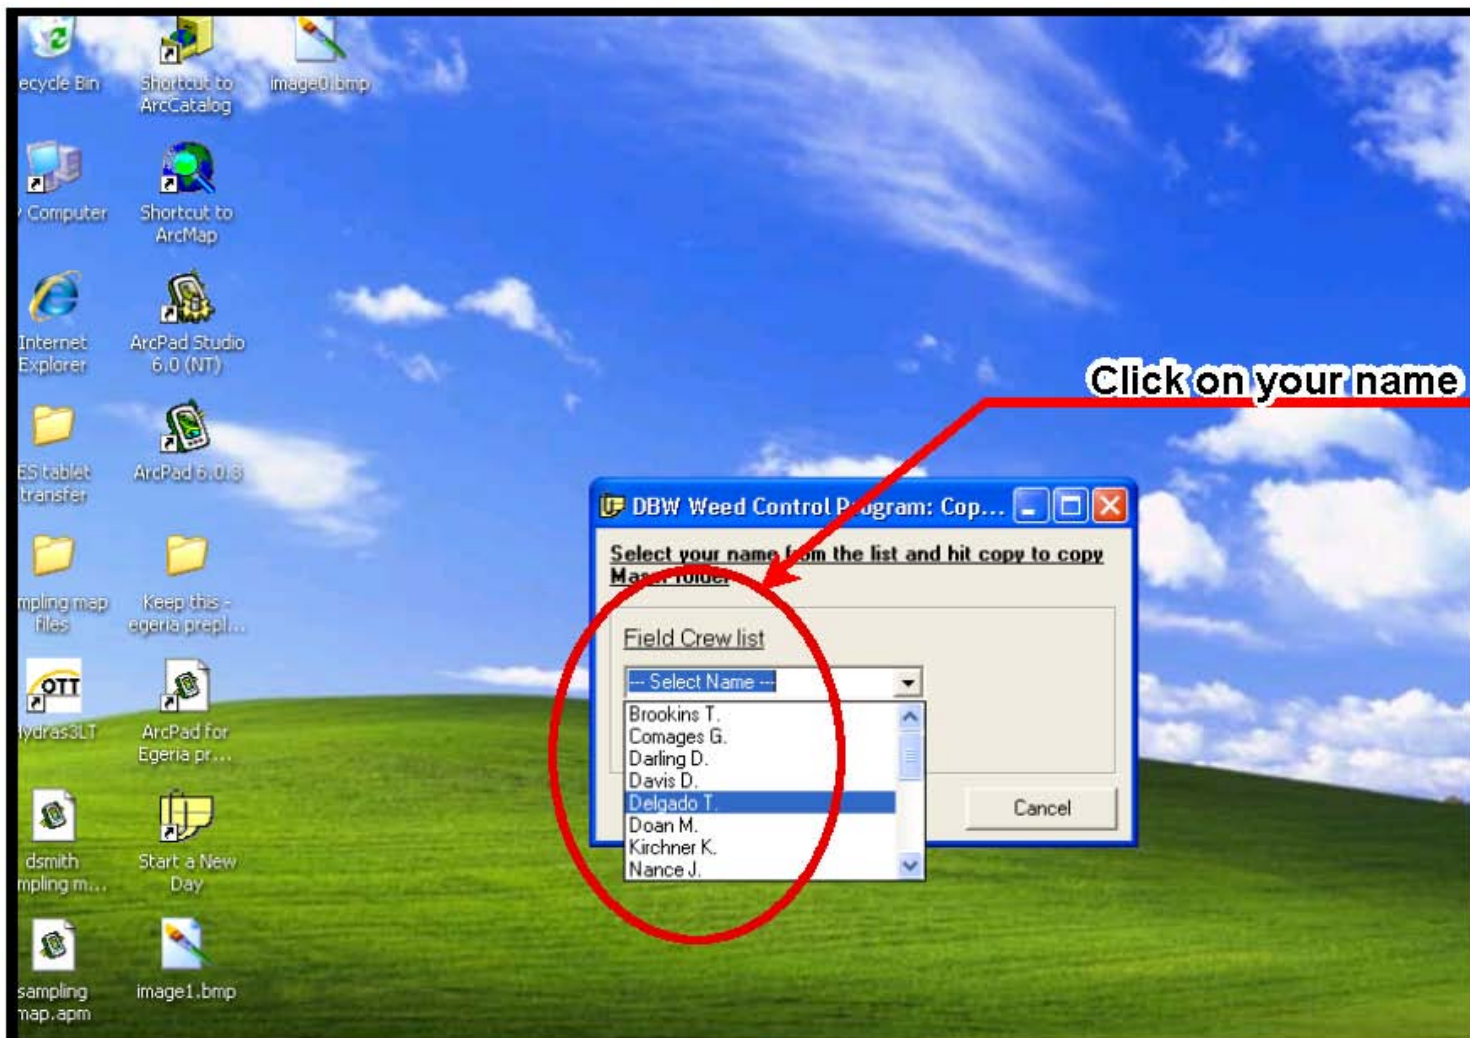 ecycle Bin
Shortcut to
ArcCatalog
image0.bmp
Computer
Shortcut to
ArcMap
Internet
Explorer
ArcPad Studio
6.0 (NT)
Click on your name
ES tablet
transfer
ArcPad 6.0.3
DBW Weed Control Program: Cop...
Select your name from the list and hit copy to copy
folder
mpling map
files
Keep this -
egeria prepl...
Field Crew list
--- Select Name ---
OTT
ydras3LT
ArcPad for
Egeria pr...
Brookins T.
Comages G.
Darling D.
Davis D.
Delgado T.
Doan M.
Kirchner K.
Nance J.
Cancel
dsmith
mpling m...
Start a New
Day
sampling
map.apm
image1.bmp